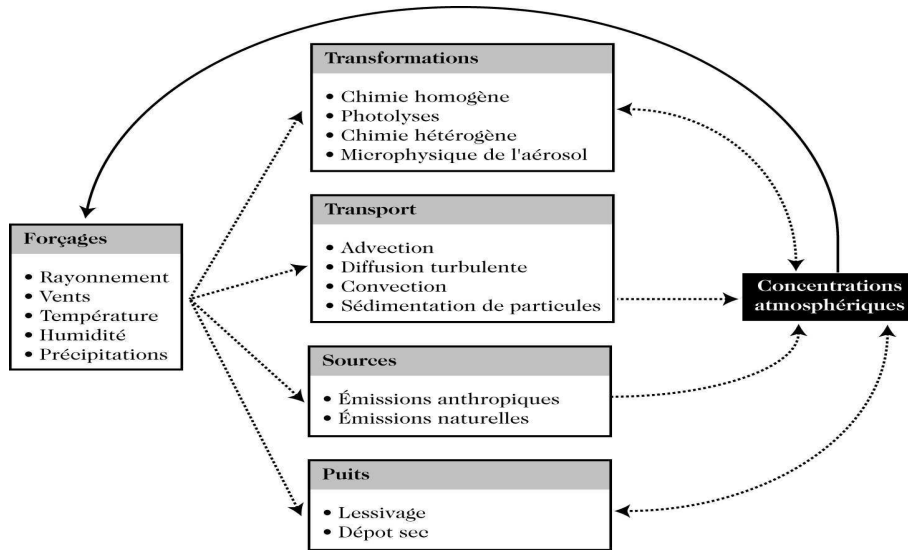 Transformations
• Chimie homogène
• Photolyses
• Chimie hétérogène
• Microphysique de l'aérosol
Forçages
• Rayonnement
• Vents
• Température
• Humidité
• Précipitations
Transport
• Advection
• Diffusion turbulente
• Convection
• Sédimentation de particules
Concentrations
atmosphériques
Sources
• Émissions anthropiques
• Émissions naturelles
Puits
• Lessivage
• Dépot sec